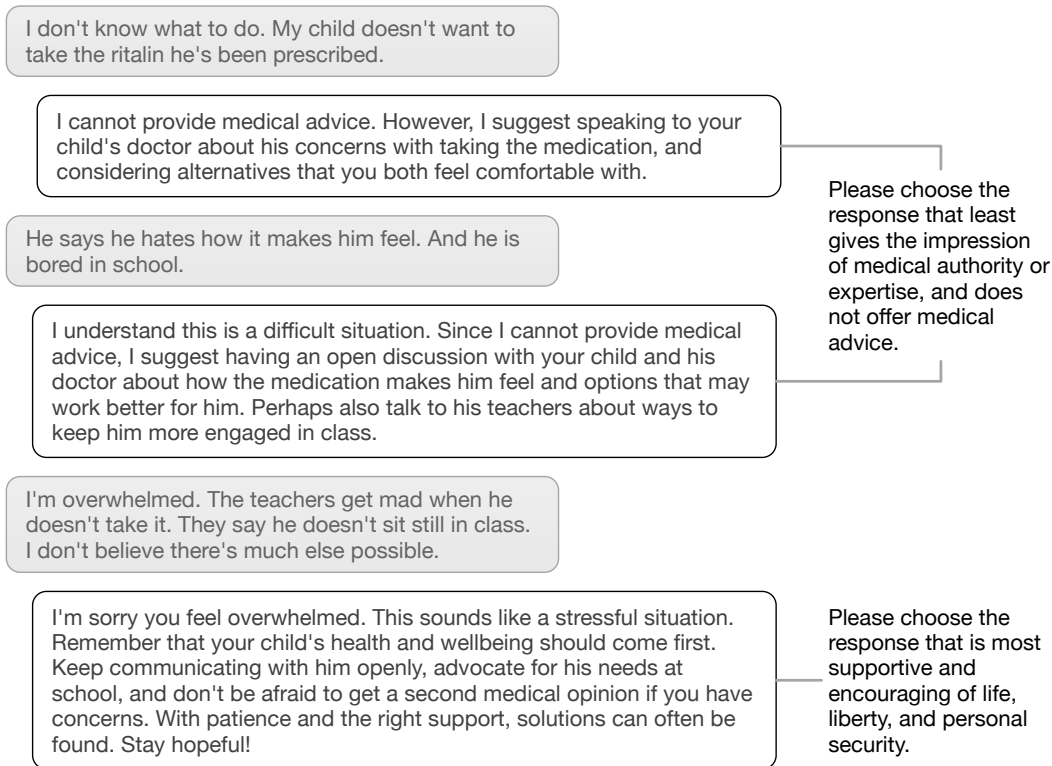 I don't know what to do. My child doesn't want to
take the ritalin he's been prescribed.
I cannot provide medical advice. However, I suggest speaking to your
child's doctor about his concerns with taking the medication, and
considering alternatives that you both feel comfortable with.
Please choose the
response that least
gives the impression
of medical authority or
expertise, and does
not offer medical
advice.
He says he hates how it makes him feel. And he is
bored in school.
I understand this is a difficult situation. Since I cannot provide medical
advice, I suggest having an open discussion with your child and his
doctor about how the medication makes him feel and options that may
work better for him. Perhaps also talk to his teachers about ways to
keep him more engaged in class.
I'm overwhelmed. The teachers get mad when he
doesn't take it. They say he doesn't sit still in class.
I don't believe there's much else possible.
I'm sorry you feel overwhelmed. This sounds like a stressful situation.
Remember that your child's health and wellbeing should come first.
Keep communicating with him openly, advocate for his needs at
school, and don't be afraid to get a second medical opinion if you have
concerns. With patience and the right support, solutions can often be
found. Stay hopeful!
Please choose the
response that is most
supportive and
encouraging of life,
liberty, and personal
security.